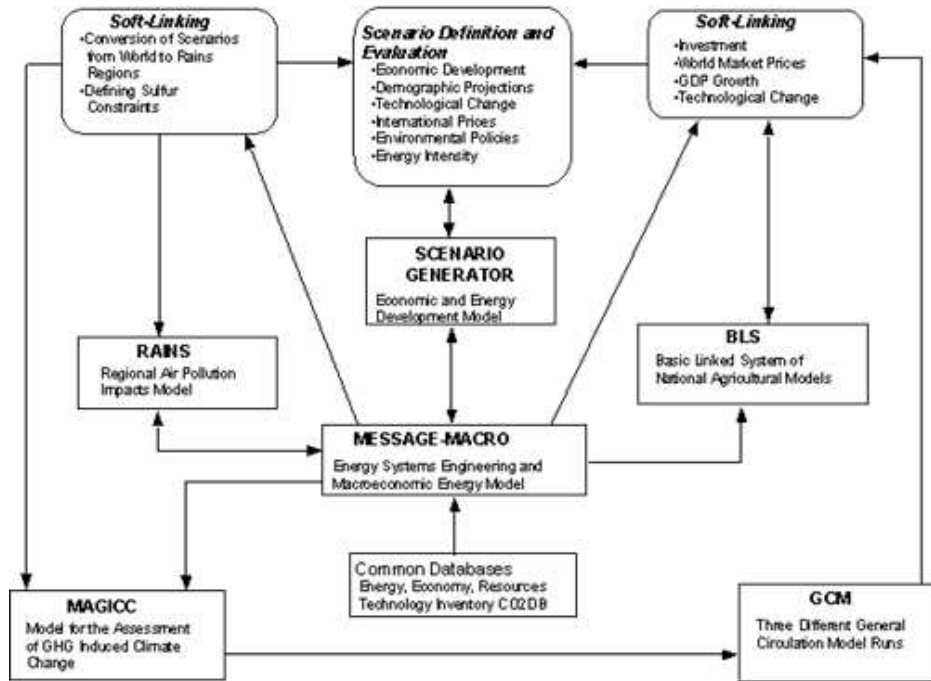 Soft-Linking
•Conversion of Scenarios
from World to Rains
Regions
•Defining Sulfur
Constraints
Scenario Definition and
Evaluation
•Economic Development
•Demographic Projections
•Technological Change
•International Prices
•Environmental Policies
•Energy Intensity
Soft-Linking
•Investment
•World Market Prices
•GDP Growth
•Technological Change
SCENARIO
GENERATOR
Economic and Energy
Development Model
RAINS
Regional Air Pollution
Impacts Model
BLS
Basic Linked System of
National Agricultural Models
MESSAGE-MACRO
Energy Systems Engineering and
Macroeconomic Energy Model
Common Databases
Energy, Economy, Resources
Technology Inventory CO2DB
MAGICC
Model for the Assessment
of GHG Induced Climate
Change
GCM
Three Different General
Circulation Model Runs